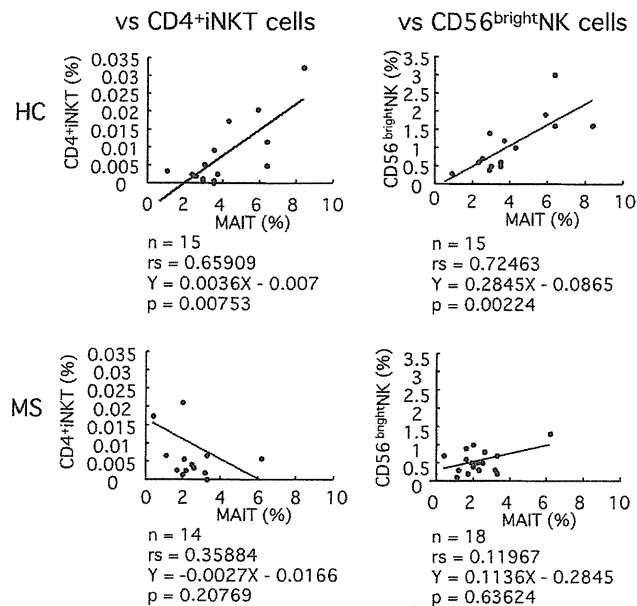 vs CD4+iNKT cells
vs CD56brightNK cells
HC
CD4+iNKT (%)
0.035
0.03
0.025
0.02
0.015
0.01
0.005
0
0 2 4 6 8 10
MAIT (%)
n = 15
rs = 0.65909
Y = 0.0036X - 0.007
p = 0.00753
CD56brightNK (%)
3.5
3
2.5
2
1.5
1
0.5
0
0 2 4 6 8 10
MAIT (%)
n = 15
rs = 0.72463
Y = 0.2845X - 0.0865
p = 0.00224
MS
CD4+iNKT (%)
0.035
0.03
0.025
0.02
0.015
0.01
0.005
0
0 2 4 6 8 10
MAIT (%)
n = 14
rs = 0.35884
Y = -0.0027X - 0.0166
p = 0.20769
CD56brightNK (%)
3.5
3
2.5
2
1.5
1
0.5
0
0 2 4 6 8 10
MAIT (%)
n = 18
rs = 0.11967
Y = 0.1136X - 0.2845
p = 0.63624